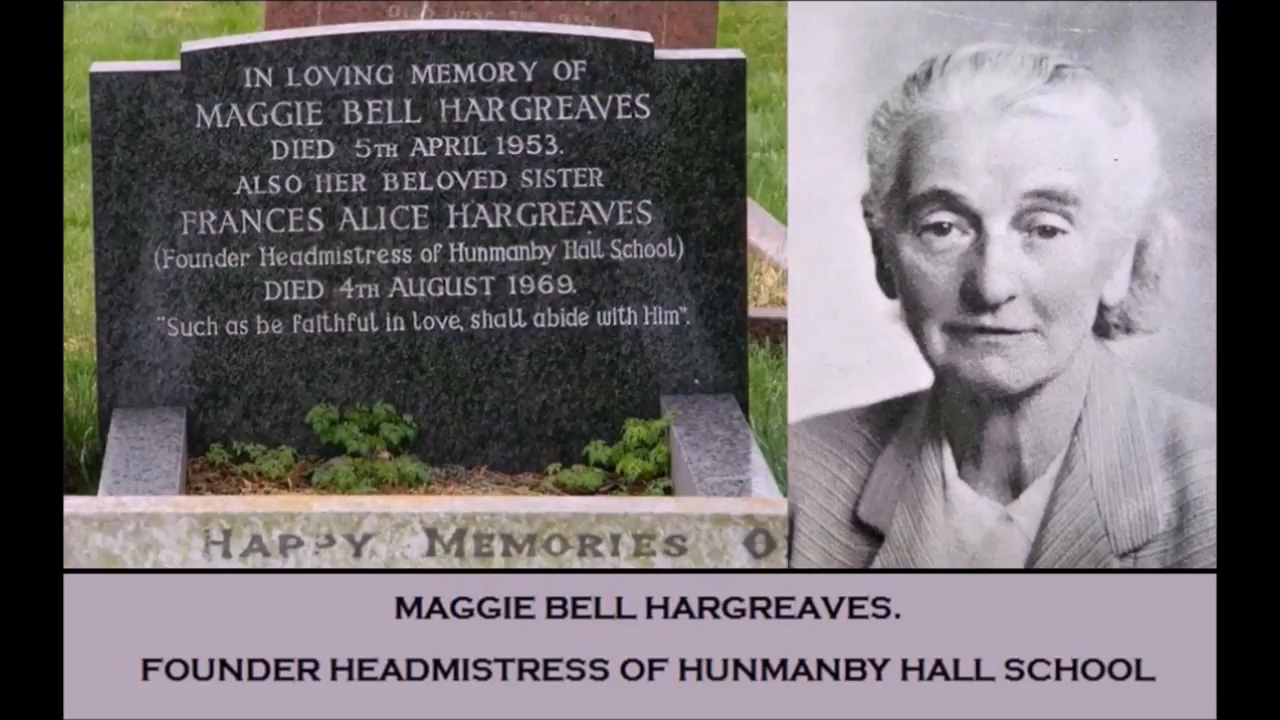 IN LOVING MEMORY OF
MAGGIE BELL HARGREAVES
DIED 5TH APRIL 1953.
ALSO HER BELOVED SISTER
FRANCES ALICE HARGREAVES
(Founder Headmistress of Hunmanby Hall School)
DIED 4TH AUGUST 1969.
"Such as be faithful in love, shall abide with Him".
HAPPY MEMORIES O
MAGGIE BELL HARGREAVES.
FOUNDER HEADMISTRESS OF HUNMANBY HALL SCHOOL